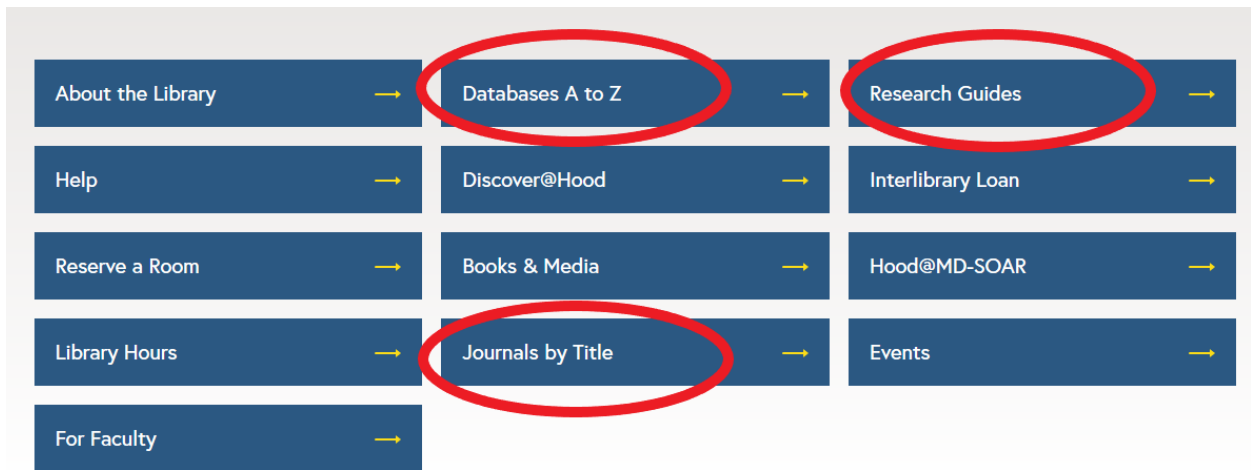 About the Library
Databases A to Z
Research Guides
Help
Discover@Hood
Interlibrary Loan
Reserve a Room
Books & Media
Hood@MD-SOAR
Library Hours
Journals by Title
Events
For Faculty